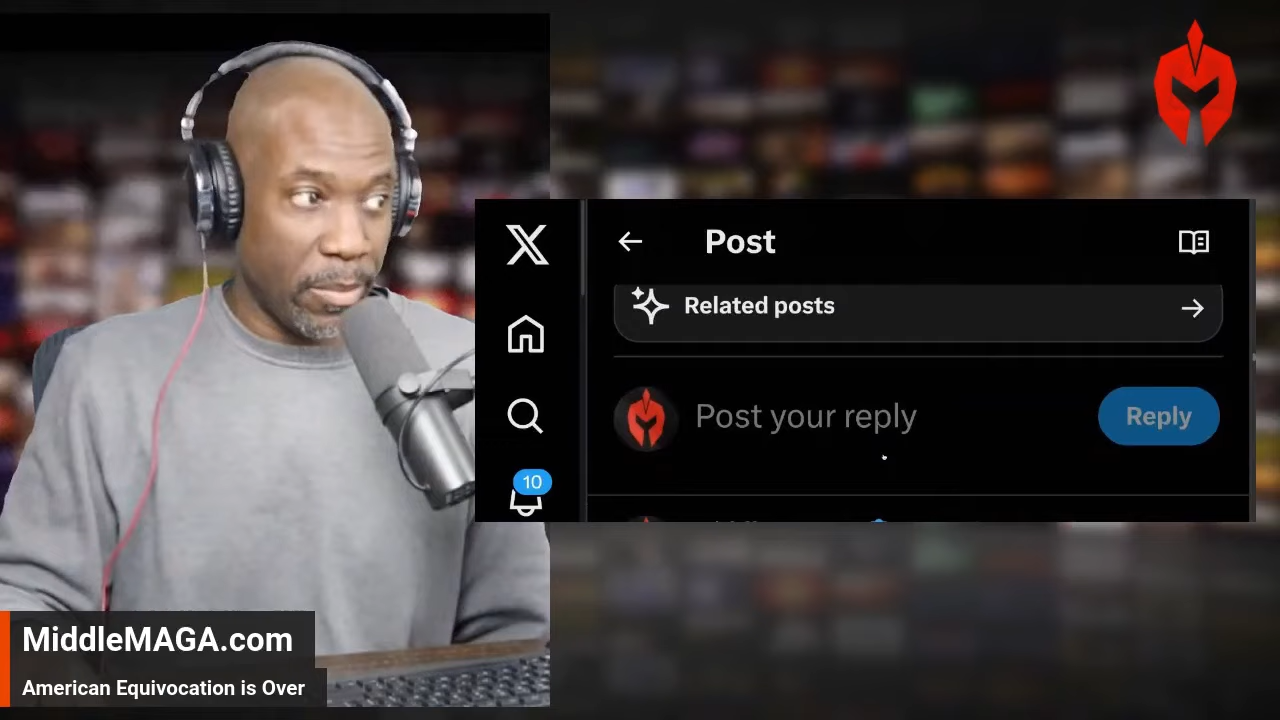 Post
Related posts
Post your reply
Reply
10
MiddleMAGA.com
American Equivocation is Over